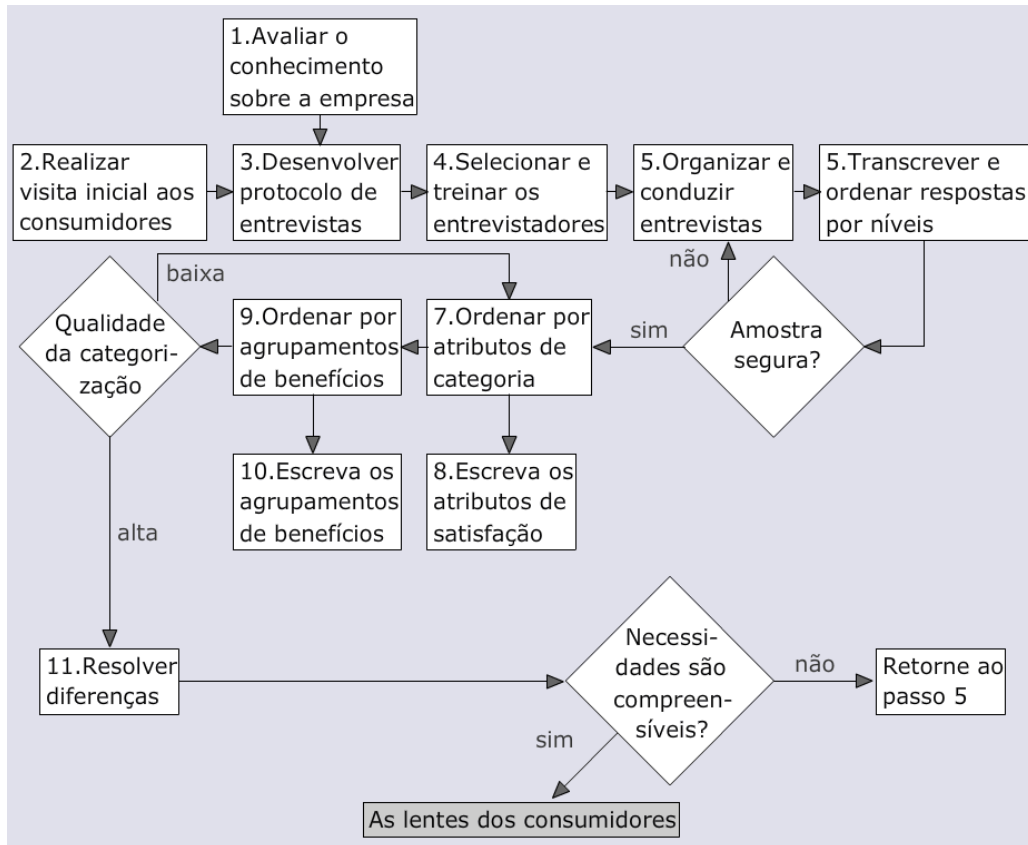 1.Avaliar o
conhecimento
sobre a empresa
2.Realizar
visita inicial aos
consumidores
3.Desenvolver
protocolo de
entrevistas
4.Selecionar e
treinar os
entrevistadores
5.Organizar e
conduzir
entrevistas
5.Transcrever e
ordenar respostas
por níveis
não
baixa
Qualidade
da categori-
zação
9.Ordenar por
agrupamentos
de benefícios
7.Ordenar por
atributos de
categoria
sim
Amostra
segura?
10.Escreva os
agrupamentos
de benefícios
8.Escreva os
atributos de
satisfação
alta
11.Resolver
diferenças
Necessi-
dades são
compreen-
síveis?
não
Retorne ao
passo 5
sim
As lentes dos consumidores